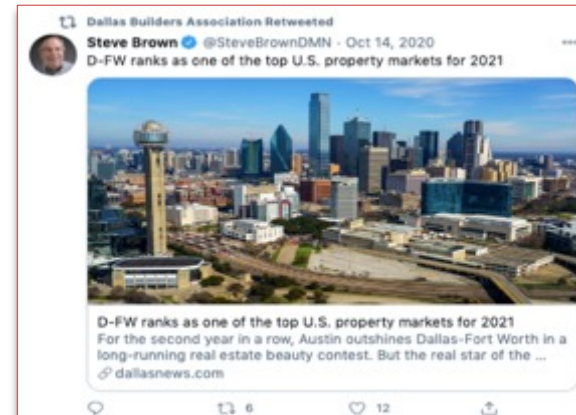 Dallas Builders Association Retweeted
Steve Brown @SteveBrownDMN · Oct 14, 2020
D-FW ranks as one of the top U.S. property markets for 2021
D-FW ranks as one of the top U.S. property markets for 2021
For the second year in a row, Austin outshines Dallas-Fort Worth in a
long-running real estate beauty contest. But the real star of the ...
dallasnews.com
6 12